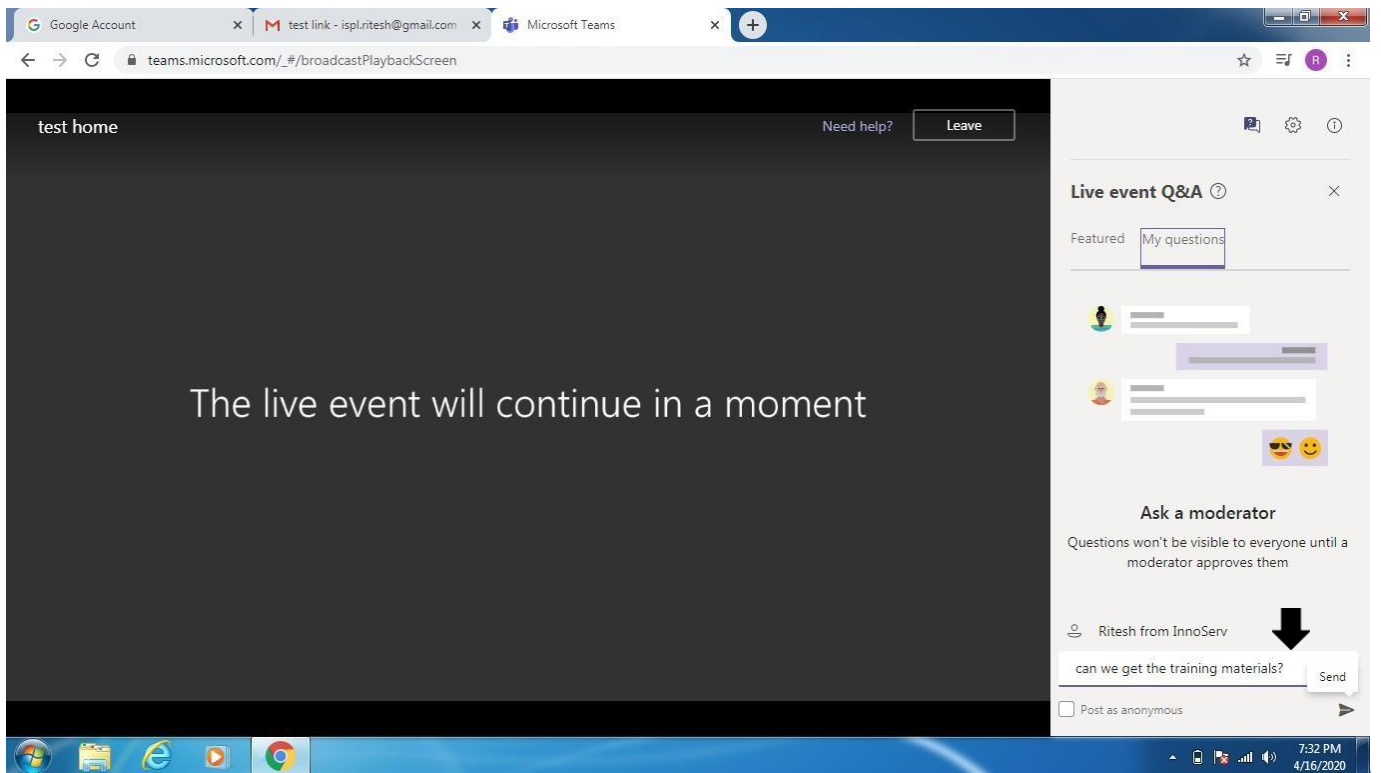 Google Account
test link - ispl.ritesh@gmail.com
Microsoft Teams
teams.microsoft.com/_#/broadcastPlaybackScreen
R
test home
Need help?
Leave
Live event Q&A
Featured
My questions
The live event will continue in a moment
Ask a moderator
Questions won't be visible to everyone until a
moderator approves them
Ritesh from InnoServ
can we get the training materials?
Send
Post as anonymous
7:32 PM
4/16/2020